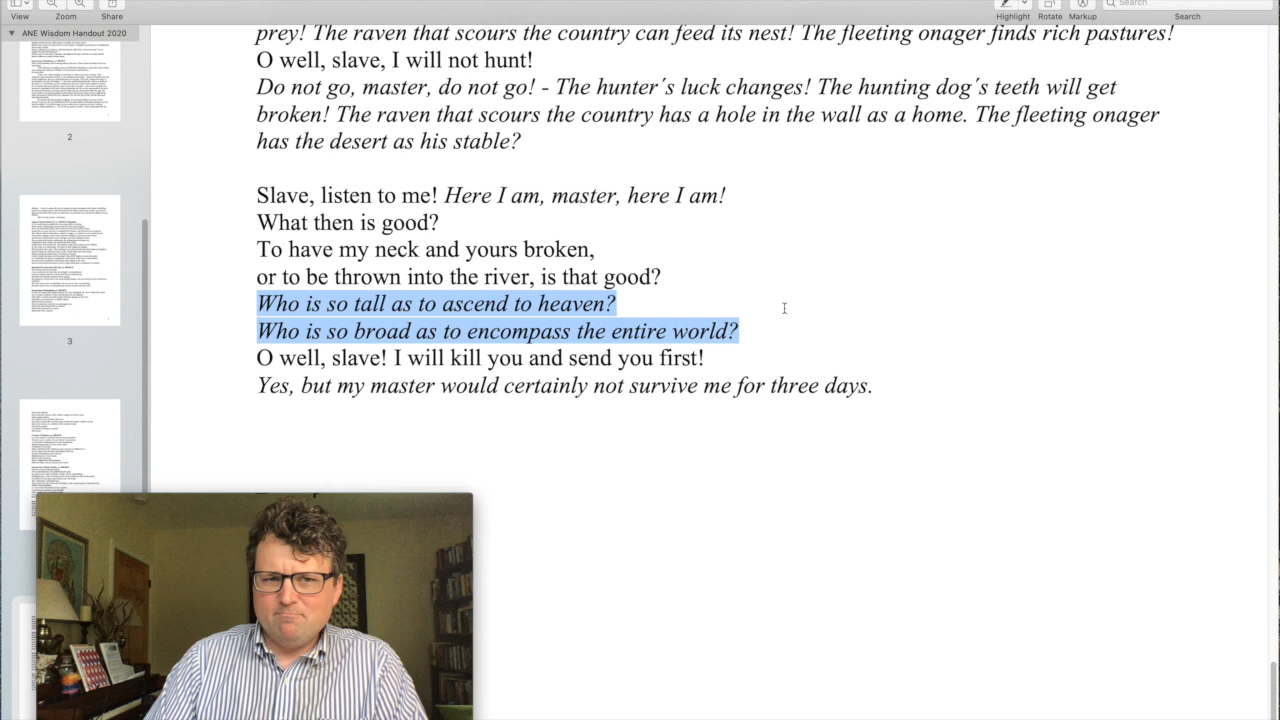 View
Zoom
Share
Highlight
Rotate
Markup
Search
Search
ANE Wisdom Handout 2020
2
3
prey! The raven that scours the country can feed its nest! The fleeting onager finds rich pastures!
O well, slave, I will not hunt!
Do not go, master, do not go! - The hunter´s luck changes! The hunting dog´s teeth will get
broken! The raven that scours the country has a hole in the wall as a home. The fleeting onager
has the desert as his stable?
Slave, listen to me! Here I am, master, here I am!
What then is good?
To have my neck and yours broken,
or to be thrown into the river, is that good?
Who is so tall as to ascend to heaven?
Who is so broad as to encompass the entire world?
O well, slave! I will kill you and send you first!
Yes, but my master would certainly not survive me for three days.